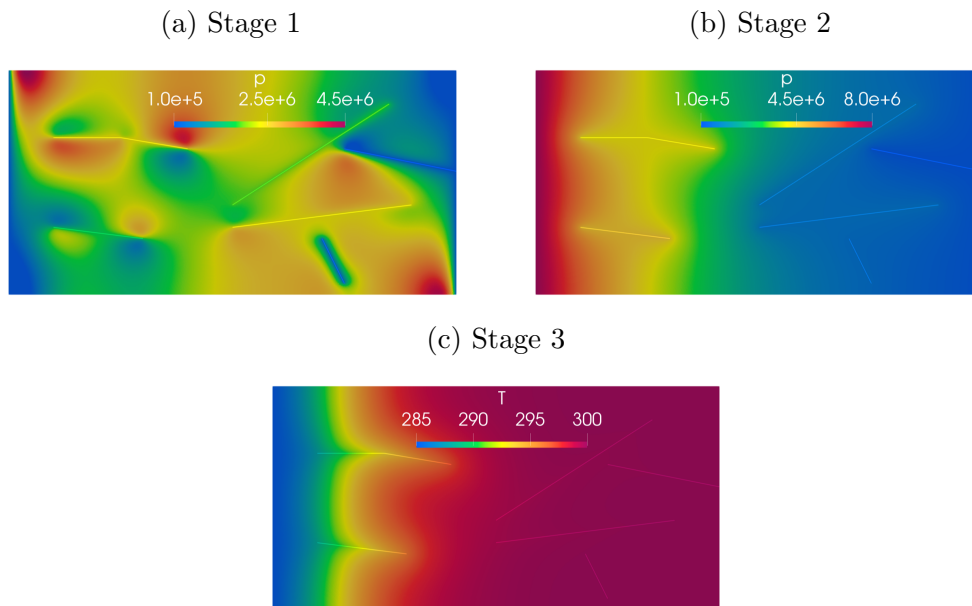 (a) Stage 1
p
1.0e+5 2.5e+6 4.5e+6
(b) Stage 2
p
1.0e+5 4.5e+6 8.0e+6
(c) Stage 3
T
285 290 295 300